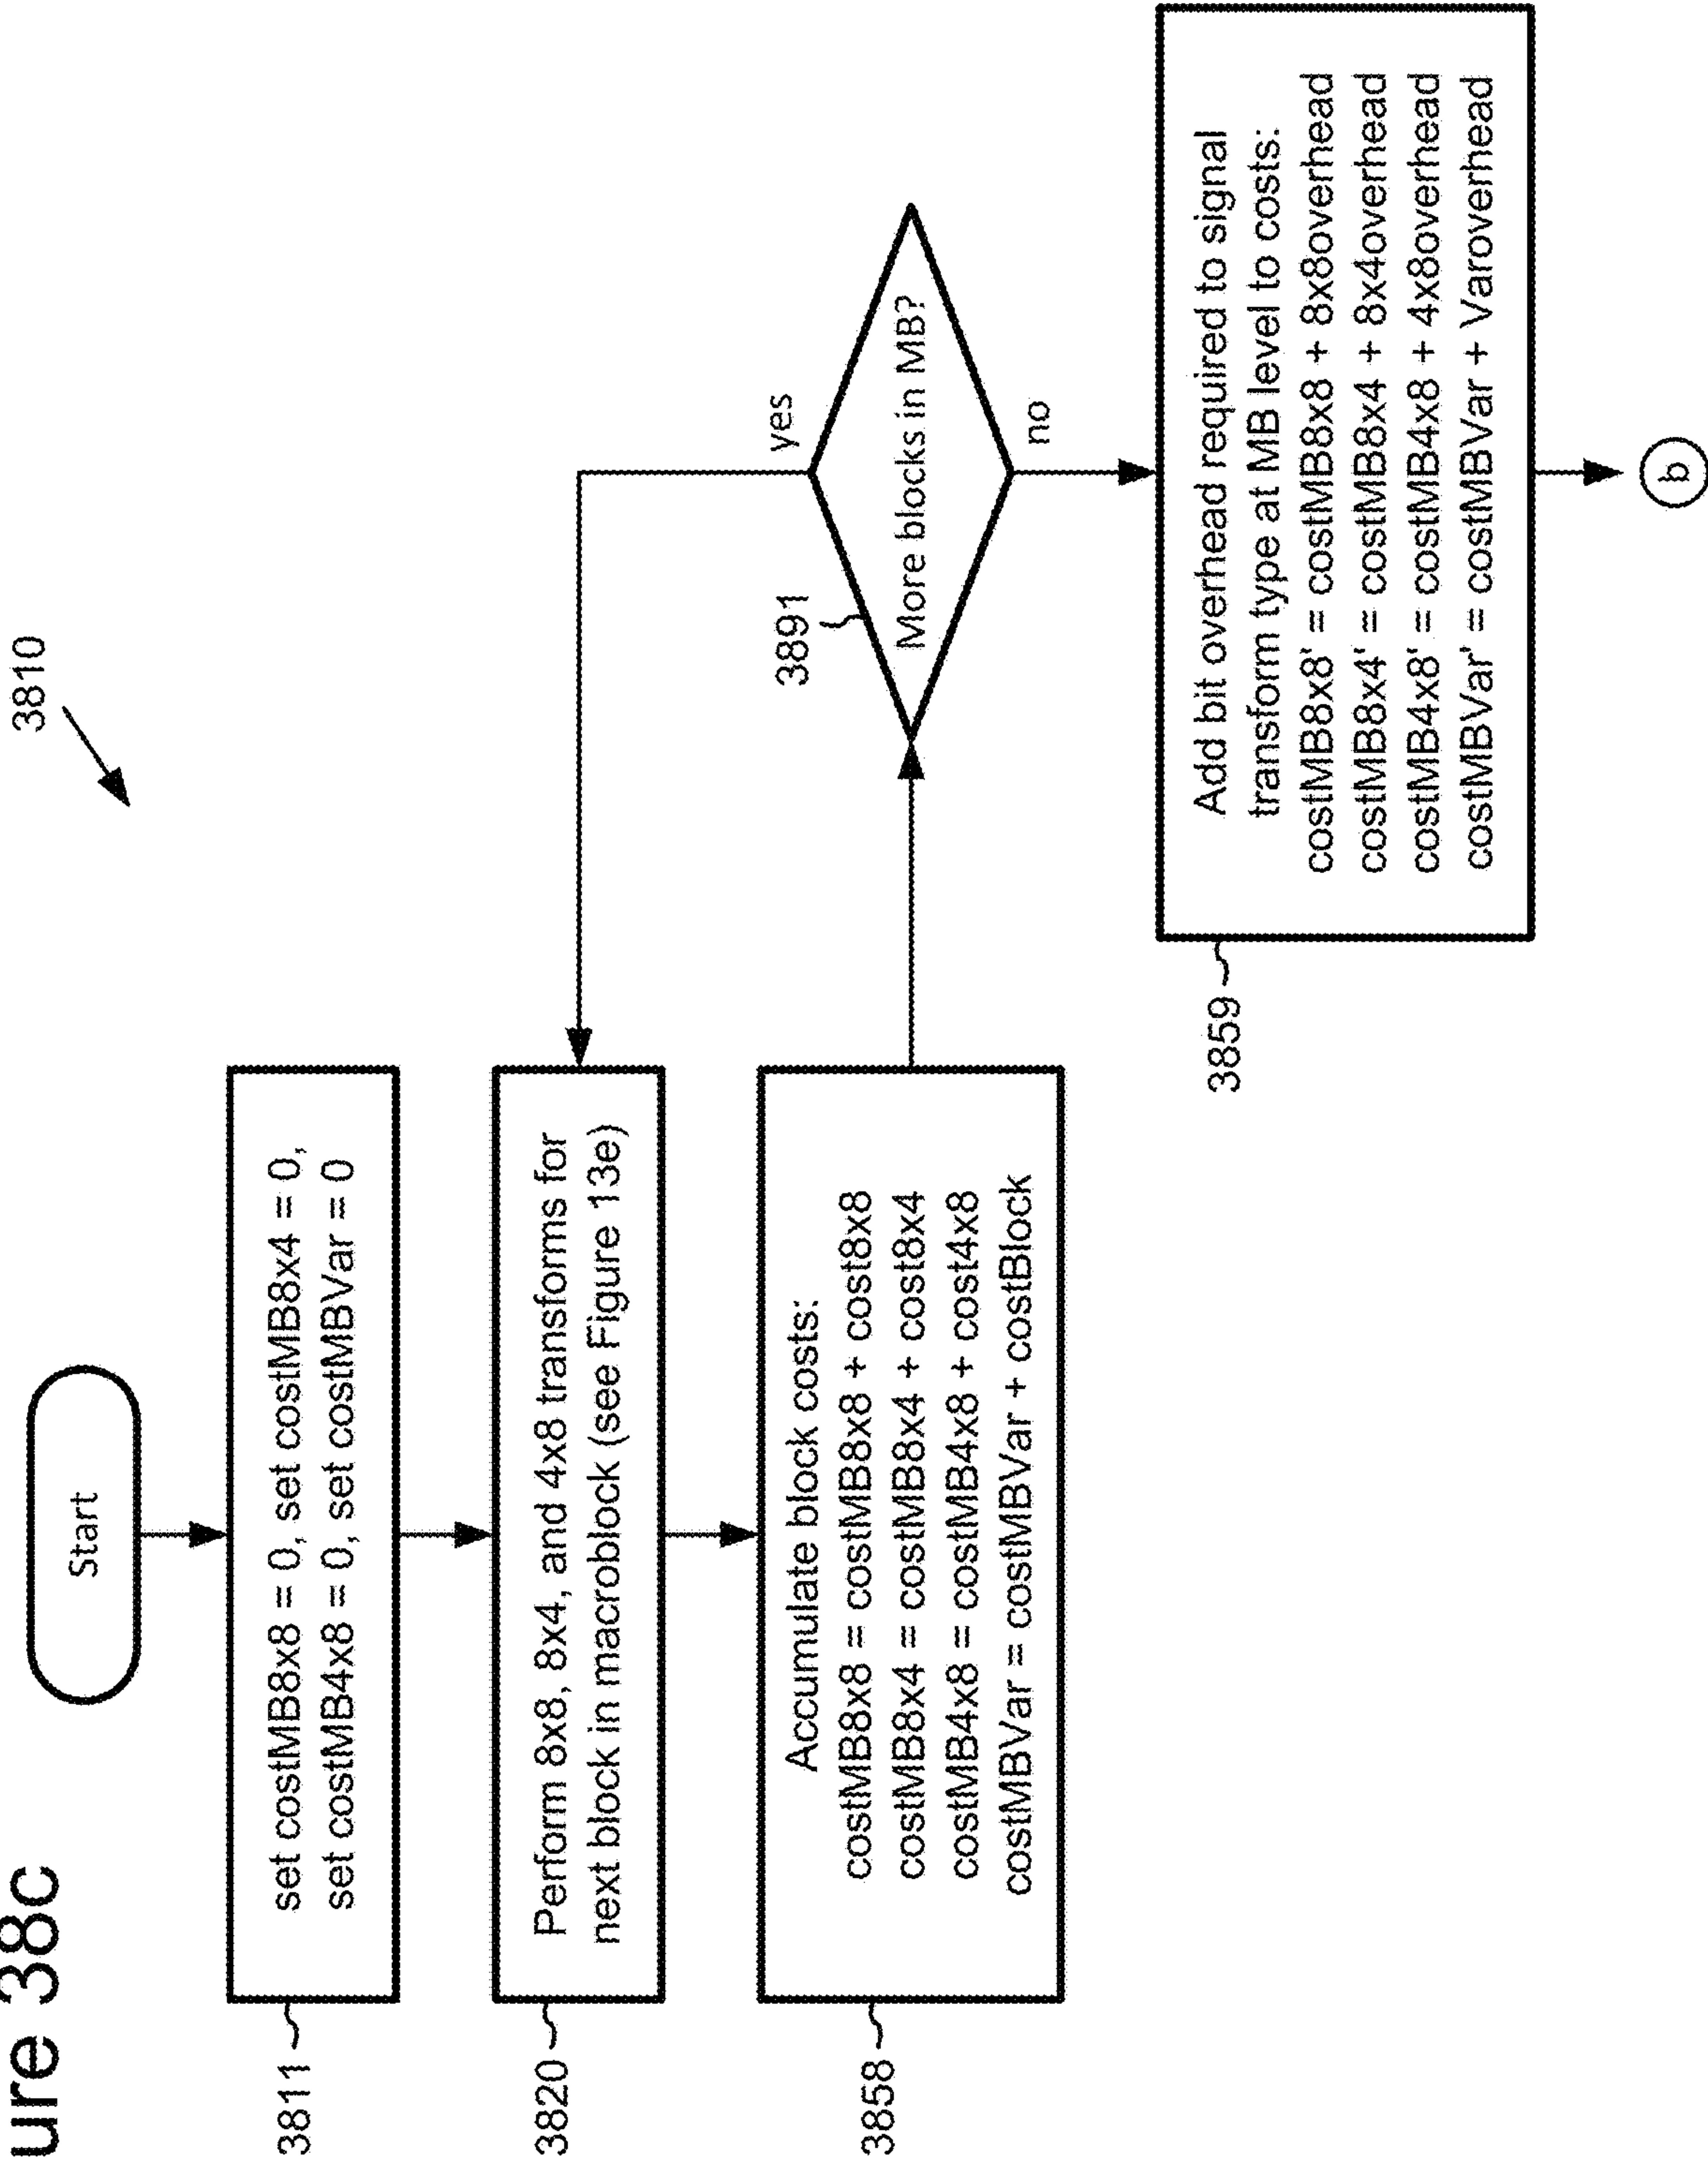 ure 38c
3810
Start
3811
set costMB8x8 = 0, set costMB8x4 = 0,
set costMB4x8 = 0, set costMBVar = 0
3820
Perform 8x8, 8x4, and 4x8 transforms for
next block in macroblock (see Figure 13e)
3858
Accumulate block costs:
costMB8x8 = costMB8x8 + cost8x8
costMB8x4 = costMB8x4 + cost8x4
costMB4x8 = costMB4x8 + cost4x8
costMBVar = costMBVar + costBlock
3891
More blocks in MB?
yes
no
3859
Add bit overhead required to signal
transform type at MB level to costs:
costMB8x8' = costMB8x8 + 8x8overhead
costMB8x4' = costMB8x4 + 8x4overhead
costMB4x8' = costMB4x8 + 4x8overhead
costMBVar' = costMBVar + Varoverhead
b